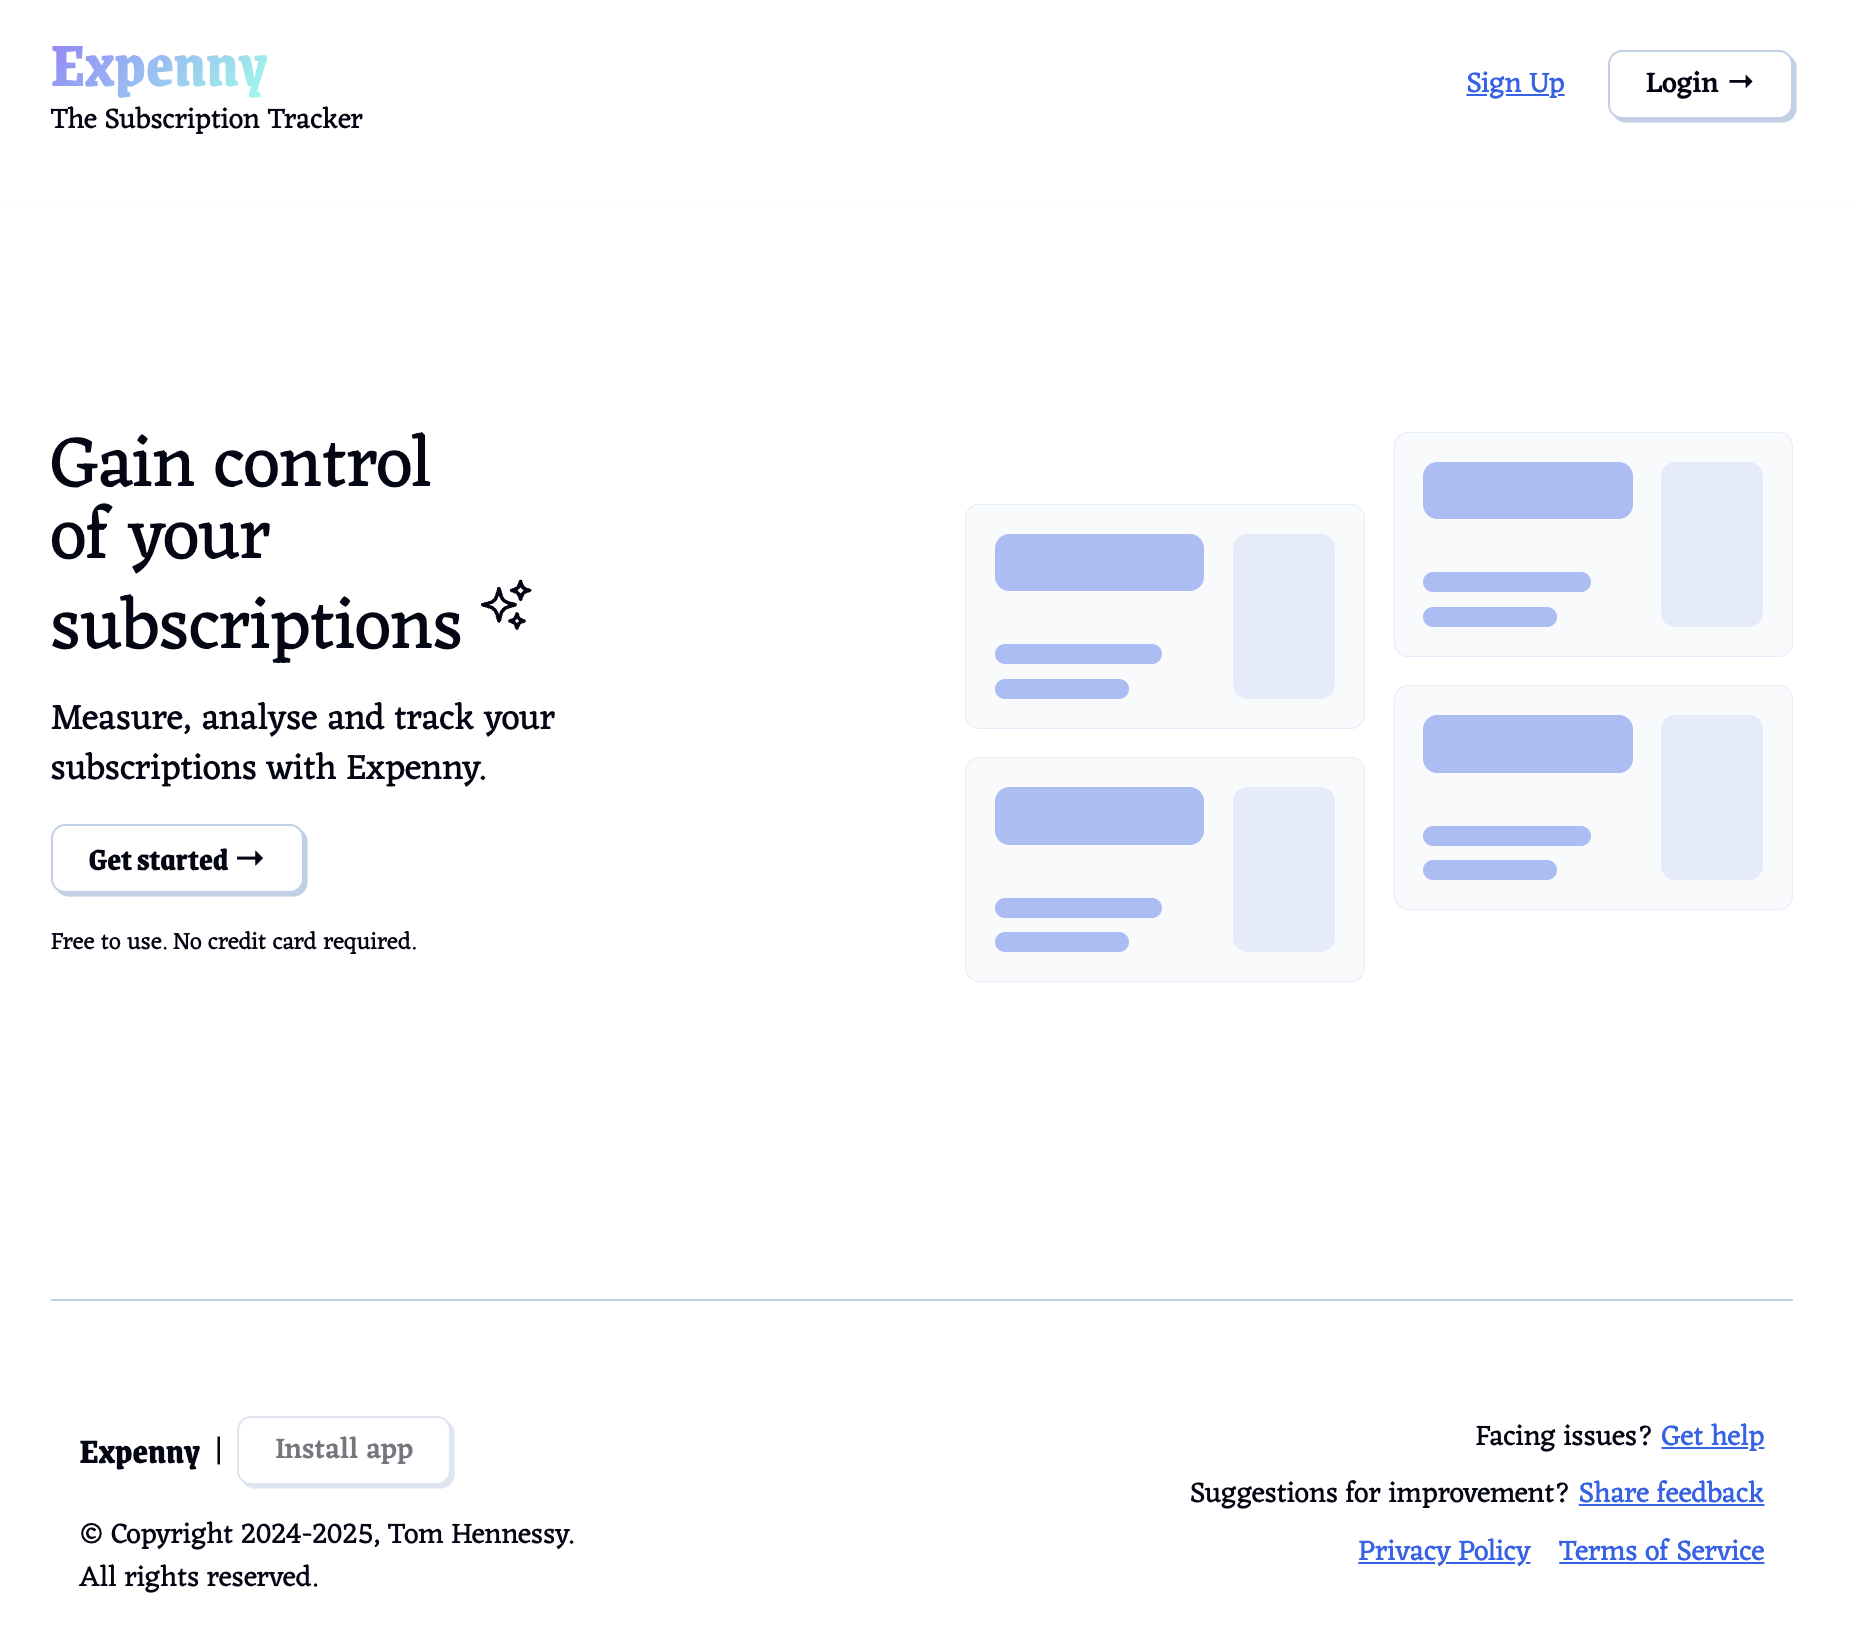 Expenny
The Subscription Tracker
Sign Up
Login →
Gain control
of your
subscriptions
Measure, analyse and track your
subscriptions with Expenny.
Get started →
Free to use. No credit card required.
Expenny | Install app
© Copyright 2024-2025, Tom Hennessy.
All rights reserved.
Facing issues? Get help
Suggestions for improvement? Share feedback
Privacy Policy Terms of Service